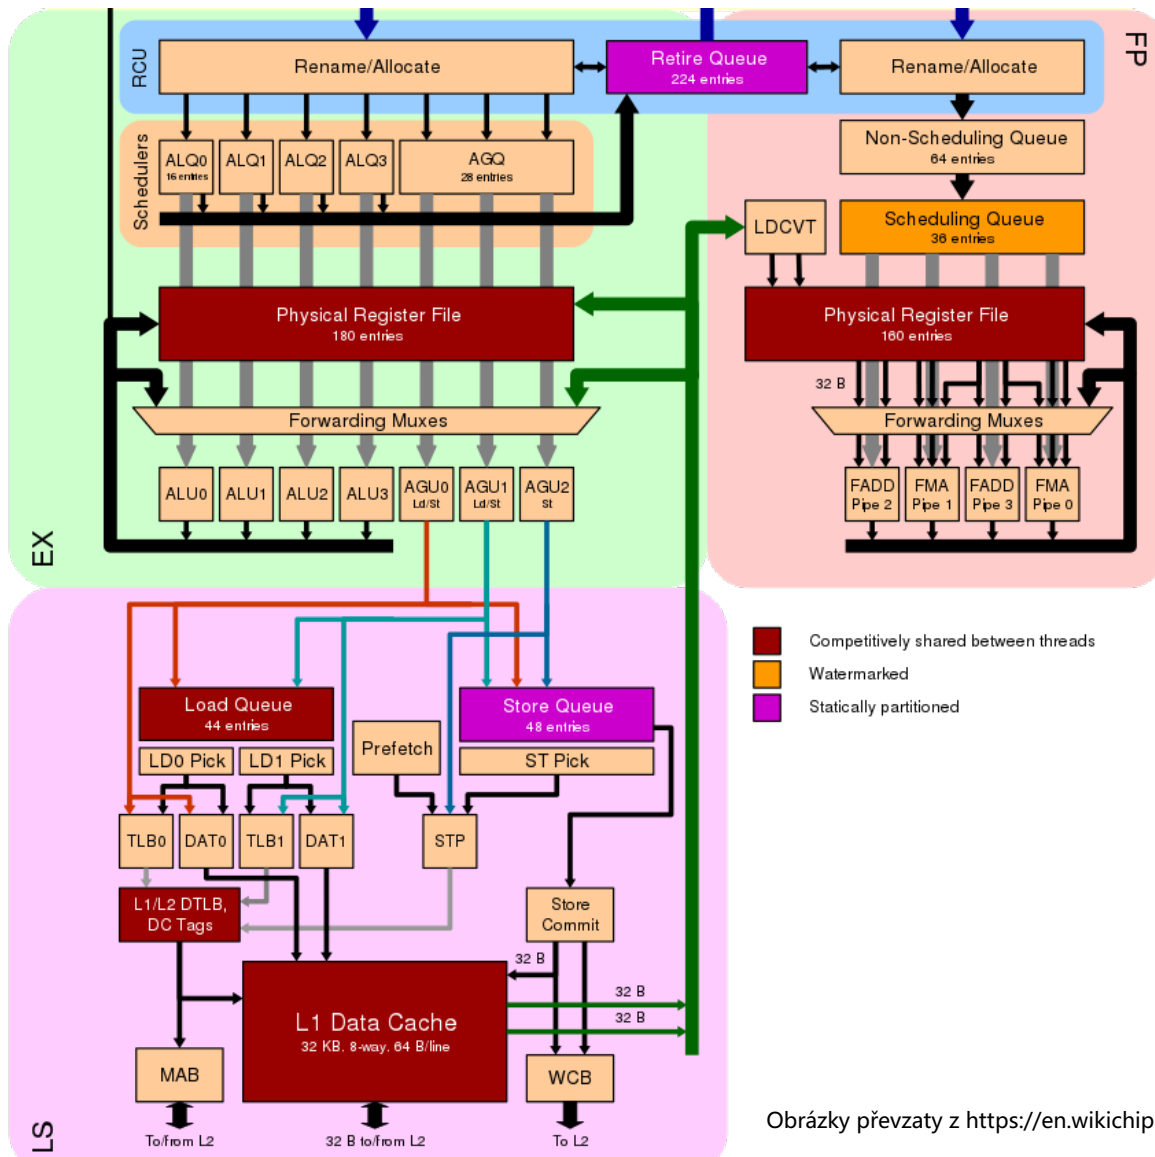 RCU
Rename/Allocate
Retire Queue
224 entries
Rename/Allocate
FP
Schedulers
ALQ0
16 entries
ALQ1
ALQ2
ALQ3
AGQ
28 entries
Non-Scheduling Queue
64 entries
LDCVT
Scheduling Queue
36 entries
Physical Register File
180 entries
Physical Register File
160 entries
32 B
Forwarding Muxes
Forwarding Muxes
ALU0
ALU1
ALU2
ALU3
AGU0
Ld/St
AGU1
Ld/St
AGU2
St
FADD
Pipe 2
FMA
Pipe 1
FADD
Pipe 3
FMA
Pipe 0
EX
Competitively shared between threads
Watermarked
Statically partitioned
Load Queue
44 entries
Store Queue
48 entries
LD0 Pick
LD1 Pick
Prefetch
ST Pick
TLB0
DAT0
TLB1
DAT1
STP
L1/L2 DTLB,
DC Tags
Store
Commit
32 B
L1 Data Cache
32 KB, 8-way, 64 B/line
32 B
32 B
MAB
WCB
LS
To/from L2
32 B to/from L2
To L2
Obrázky převzaty z https://en.wikichip